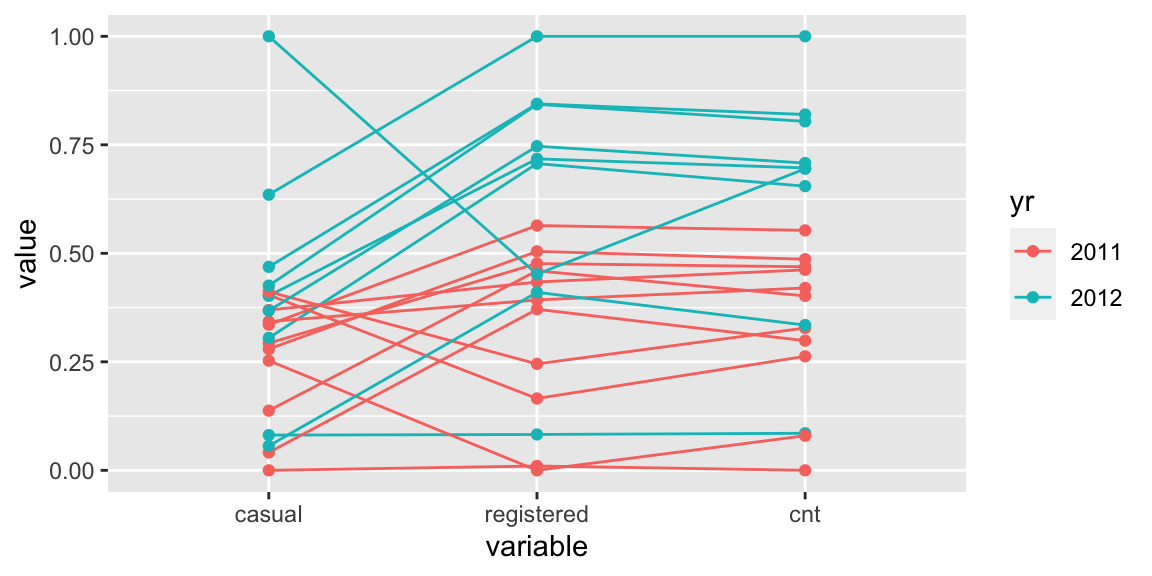 1.00
0.75
0.50
0.25
0.00
value
casual registered cnt
variable
yr
2011
2012